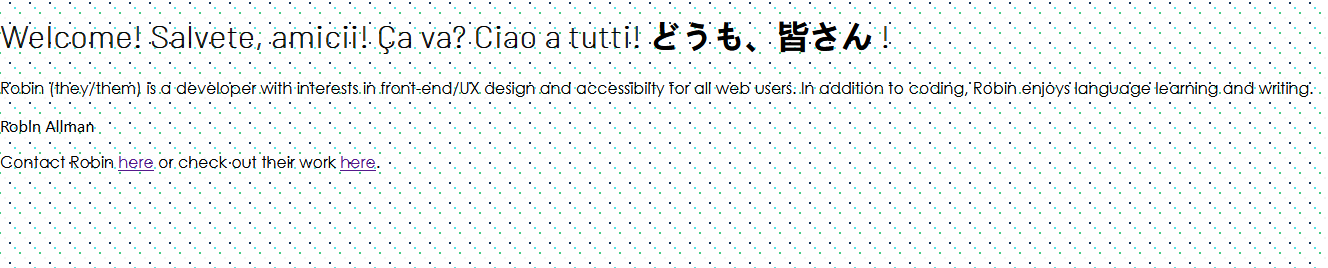 Welcome! Salvete, amicii! Ça va? Ciao a tutti! どうも、皆さん !
Robin (they/them) is a developer with interests in front-end/UX design and accessibilty for all web users. In addition to coding, Robin enjoys language learning and writing.
Robin Allman
Contact Robin here or check out their work here.